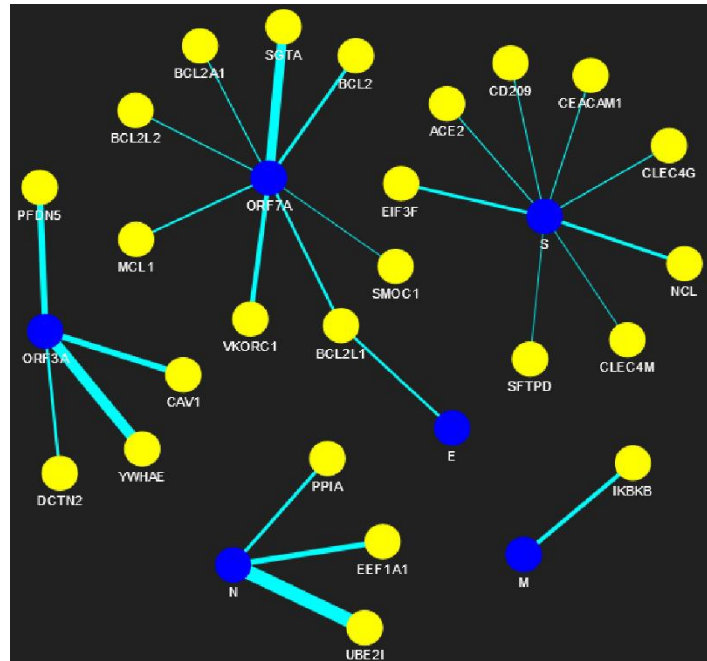 SGTA
BCL2A1
BCL2
CD209
CEACAM1
BCL2L2
ACE2
CLEC4G
ORF7A
EIF3F
PFDN5
S
MCL1
SMOC1
NCL
VKORC1
BCL2L1
ORF3A
SFTPD
CLEC4M
CAV1
E
YWHAE
DCTN2
PPIA
IKBKB
EEF1A1
N
M
UBE2I